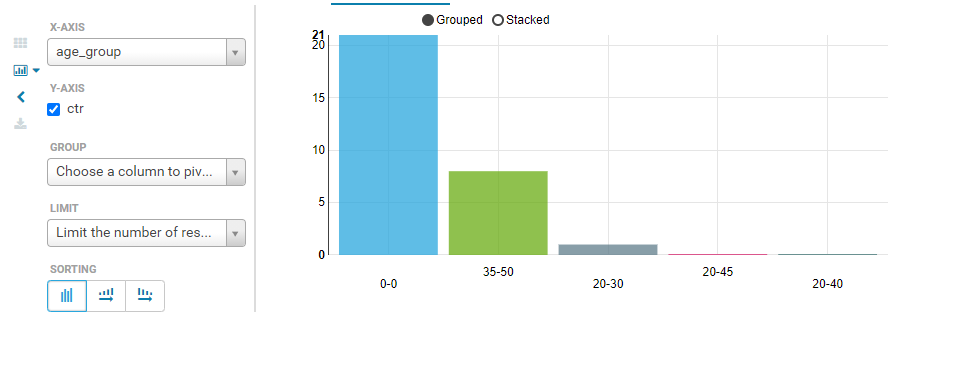 X-AXIS
age_group
Y-AXIS
ctr
GROUP
Choose a column to piv...
LIMIT
Limit the number of res...
SORTING
Grouped Stacked
21
20
15
10
5
0
0-0
35-50
20-30
20-45
20-40